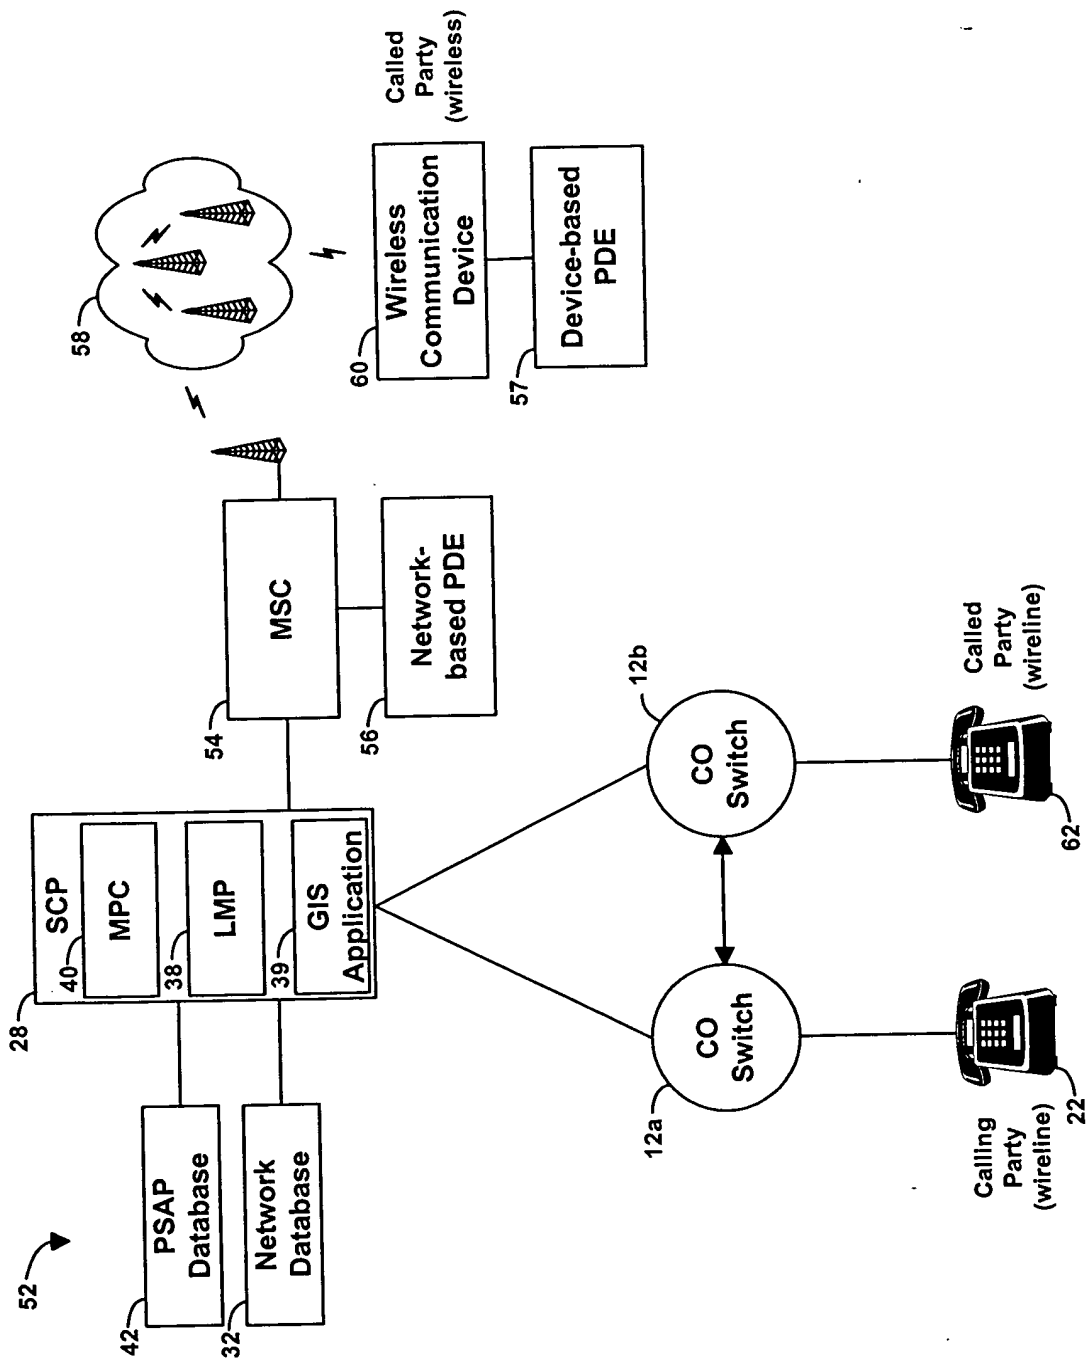 52
28
58
SCP
42
PSAP
Database
40
MPC
32
Network
Database
38
LMP
39
GIS
Application
54
MSC
56
Network-
based PDE
60
Wireless
Communication
Device
Called
Party
(wireless)
57
Device-based
PDE
12a
CO
Switch
12b
CO
Switch
Calling
Party
(wireline)
22
Called
Party
(wireline)
62